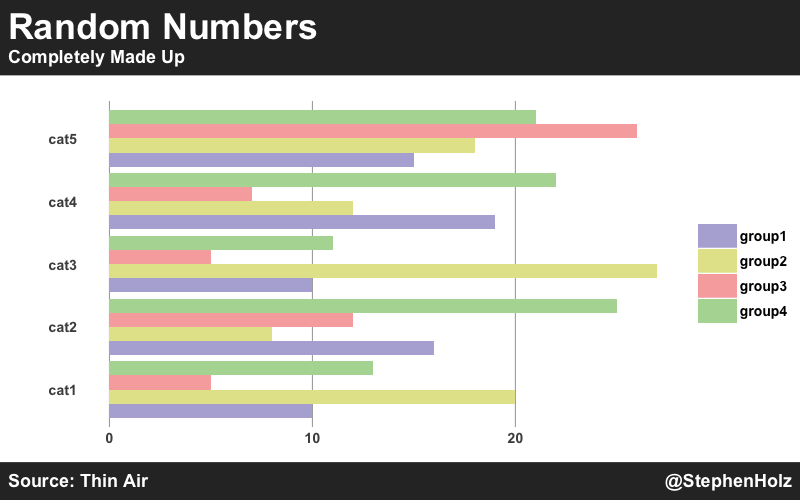 Random Numbers
Completely Made Up
cat5
cat4
cat3
cat2
cat1
0 10 20
group1
group2
group3
group4
Source: Thin Air @StephenHolz